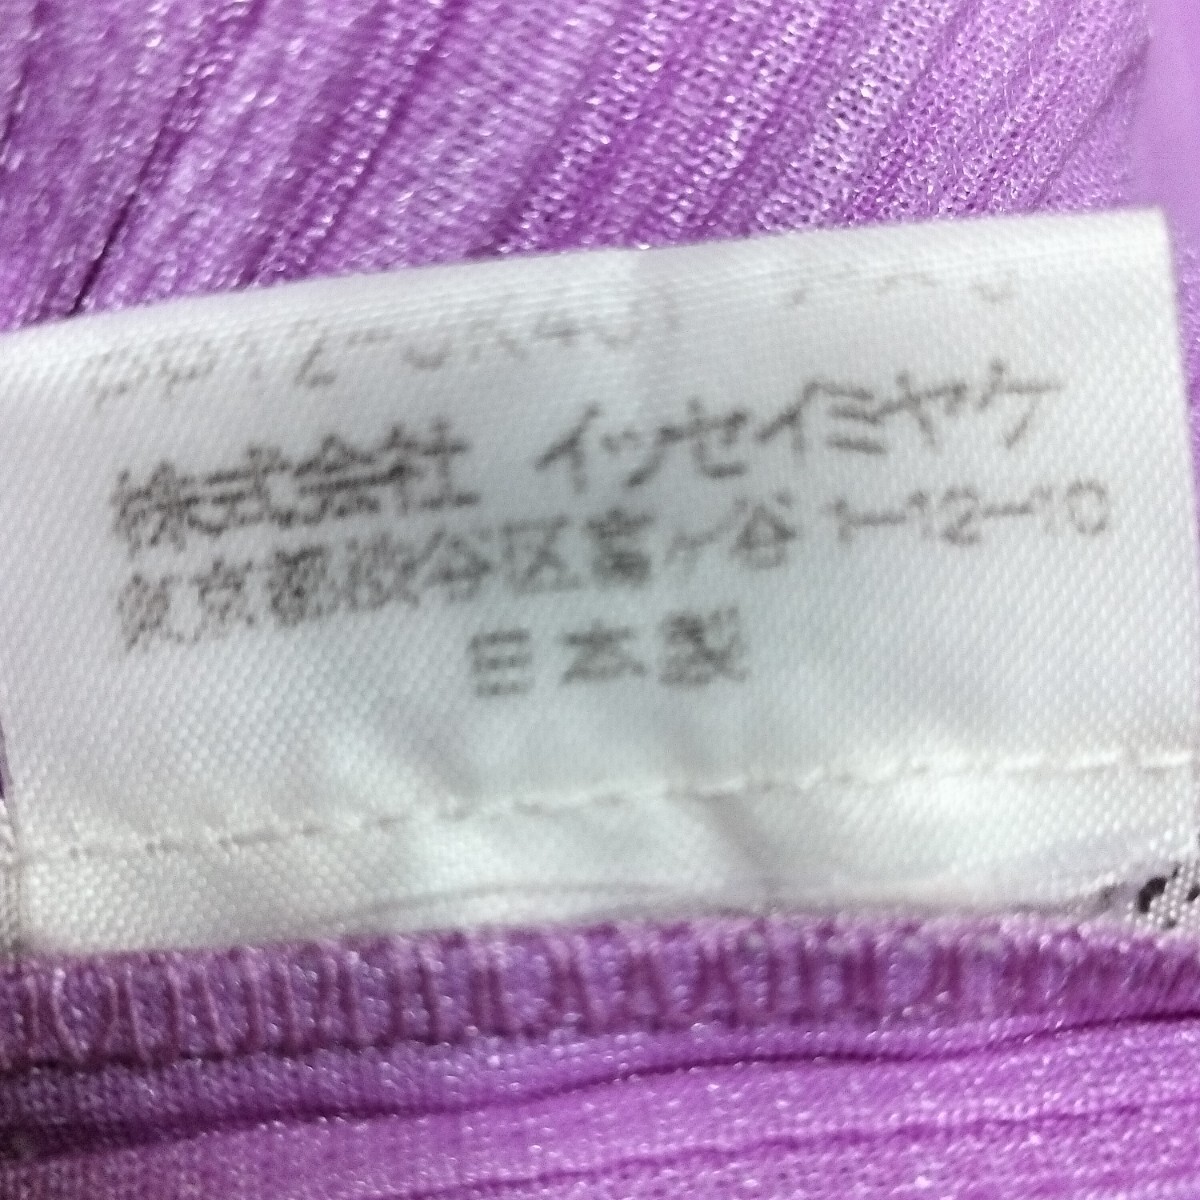 株式会社 イッセイミヤケ
東京都渋谷区富ヶ谷 1-12-10
日本製